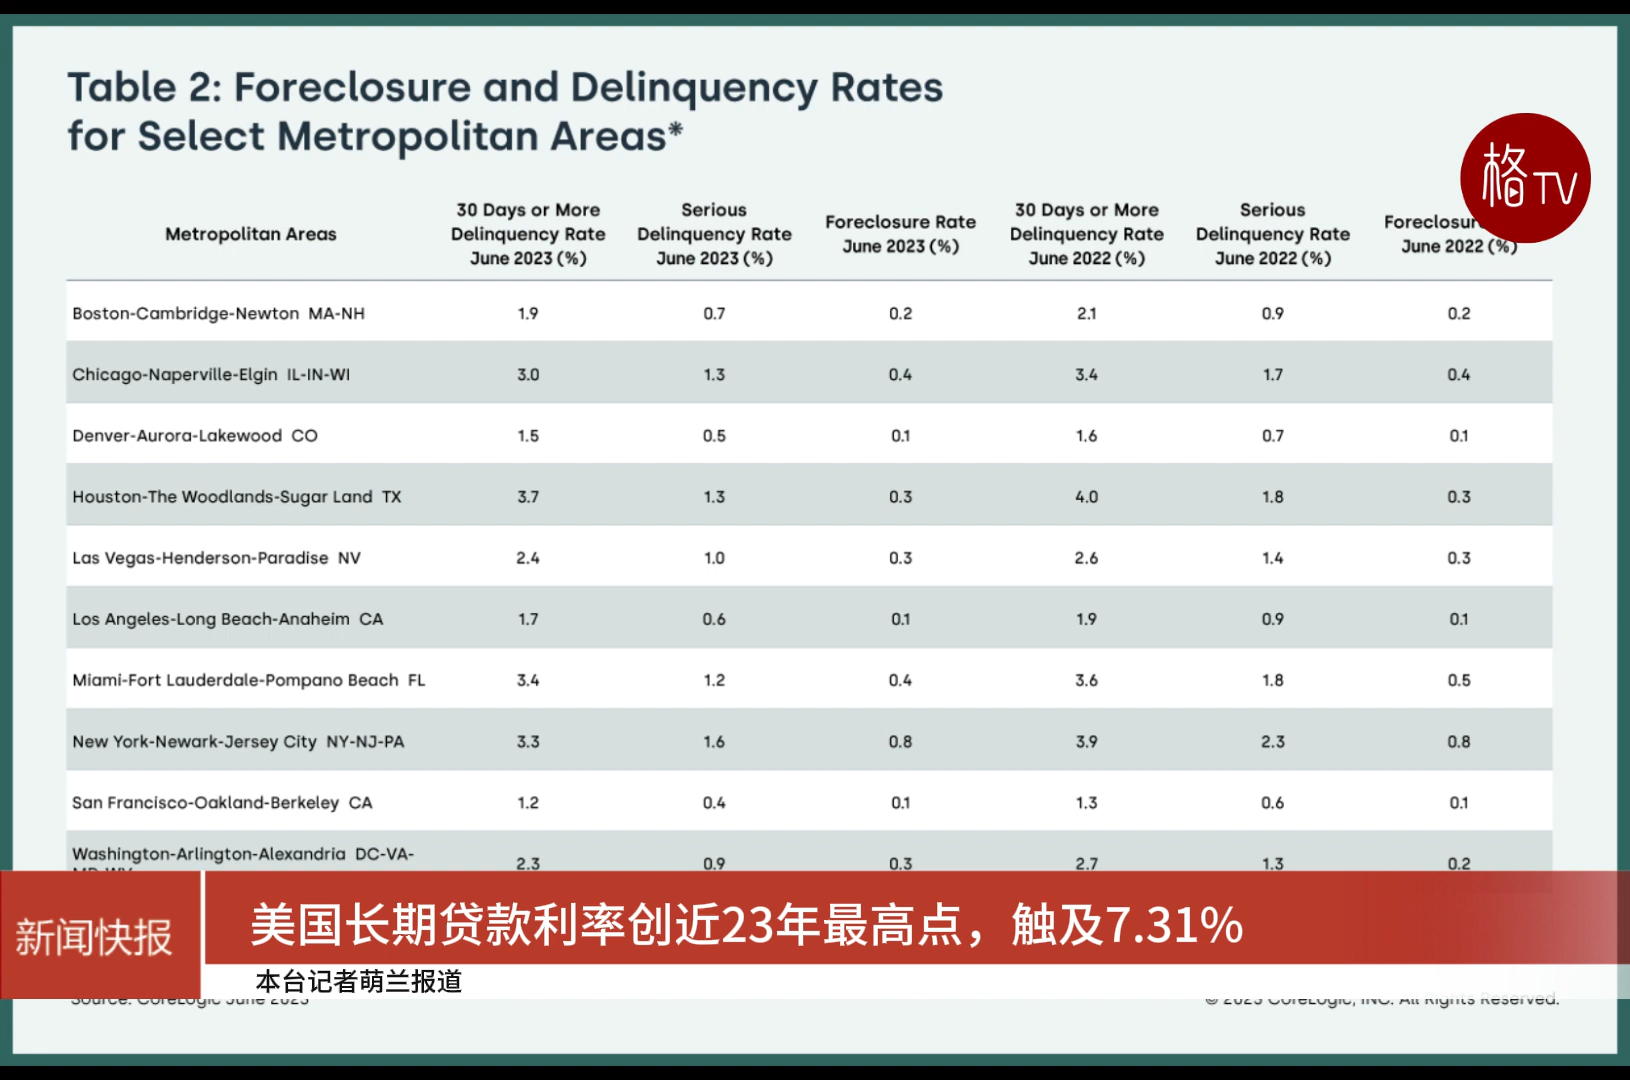 Table 2: Foreclosure and Delinquency Rates
for Select Metropolitan Areas*
格TV
Metropolitan Areas
30 Days or More
Delinquency Rate
June 2023 (%)
Serious
Delinquency Rate
June 2023 (%)
Foreclosure Rate
June 2023 (%)
30 Days or More
Delinquency Rate
June 2022 (%)
Serious
Delinquency Rate
June 2022 (%)
June 2022 (%)
Boston-Cambridge-Newton MA-NH 1.9 0.7 0.2 2.1 0.9 0.2
Chicago-Naperville-Elgin IL-IN-WI 3.0 1.3 0.4 3.4 1.7 0.4
Denver-Aurora-Lakewood CO 1.5 0.5 0.1 1.6 0.7 0.1
Houston-The Woodlands-Sugar Land TX 3.7 1.3 0.3 4.0 1.8 0.3
Las Vegas-Henderson-Paradise NV 2.4 1.0 0.3 2.6 1.4 0.3
Los Angeles-Long Beach-Anaheim CA 1.7 0.6 0.1 1.9 0.9 0.1
Miami-Fort Lauderdale-Pompano Beach FL 3.4 1.2 0.4 3.6 1.8 0.5
New York-Newark-Jersey City NY-NJ-PA 3.3 1.6 0.8 3.9 2.3 0.8
San Francisco-Oakland-Berkeley CA 1.2 0.4 0.1 1.3 0.6 0.1
Washington-Arlington-Alexandria DC-VA- 2.3 0.9 0.3 2.7 1.3 0.2
新闻快报
美国长期贷款利率创近23年最高点，触及7.31%
本台记者萌兰报道
Source: CoreLogic June 2023
© 2023 CoreLogic, INC. All Rights Reserved.